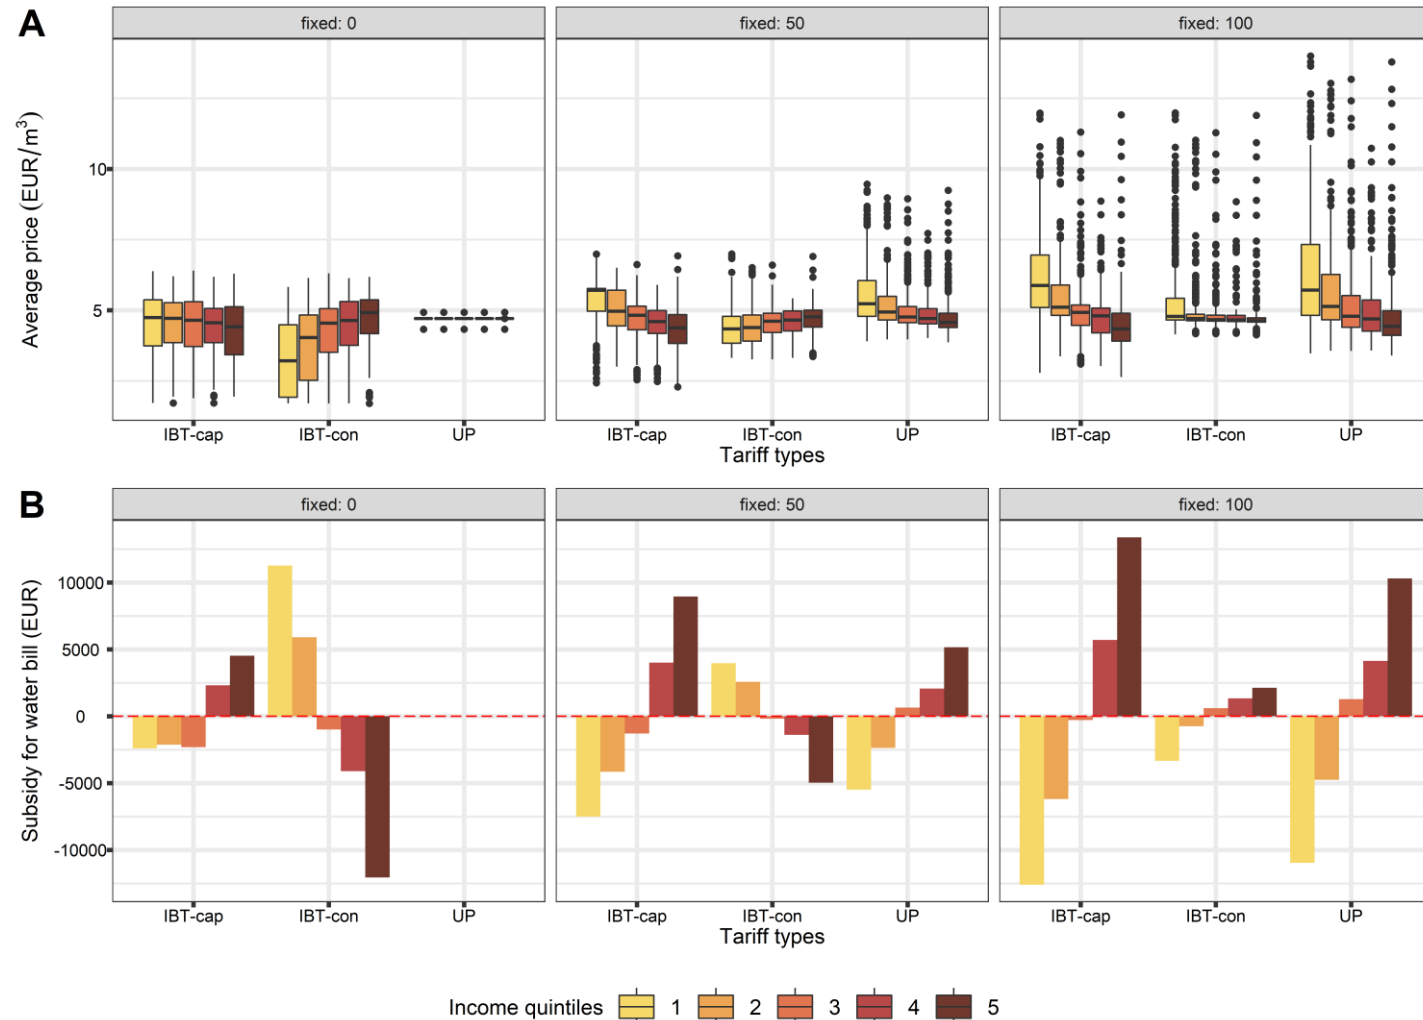 A
fixed: 0
fixed: 50
fixed: 100
Average price (EUR/m³)
10
5
IBT-cap
IBT-con
UP
IBT-cap
IBT-con
UP
IBT-cap
IBT-con
UP
Tariff types
B
fixed: 0
fixed: 50
fixed: 100
Subsidy for water bill (EUR)
10000
5000
0
-5000
-10000
IBT-cap
IBT-con
UP
IBT-cap
IBT-con
UP
IBT-cap
IBT-con
UP
Tariff types
Income quintiles 1 2 3 4 5